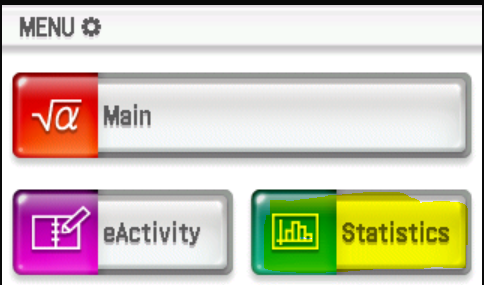 MENU
√α Main
eActivity
Statistics